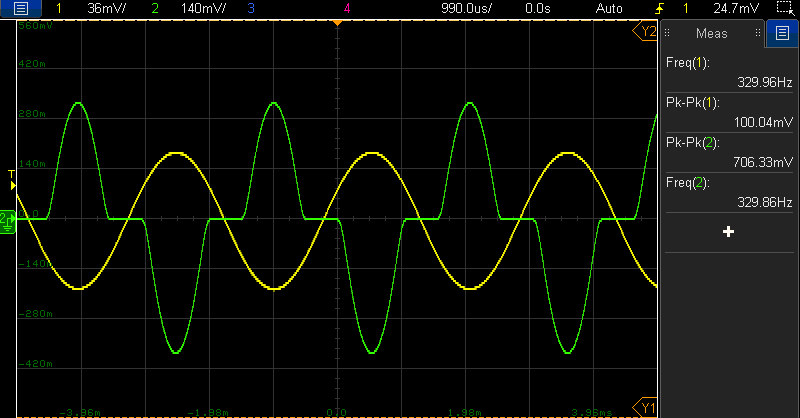 1 36mV/ 2 140mV/ 3 4 990.0us/ 0.0s Auto 1 24.7mV
560mV
Y2
Meas
420m
Freq(1):
329.96Hz
Pk-Pk(1):
280m
100.04mV
Pk-Pk(2):
140m
706.33mV
T
Freq(2):
329.86Hz
2
0.0
+
-140m
-280m
-420m
-3.96m -1.98m 0.0 1.98m 3.96ms
Y1